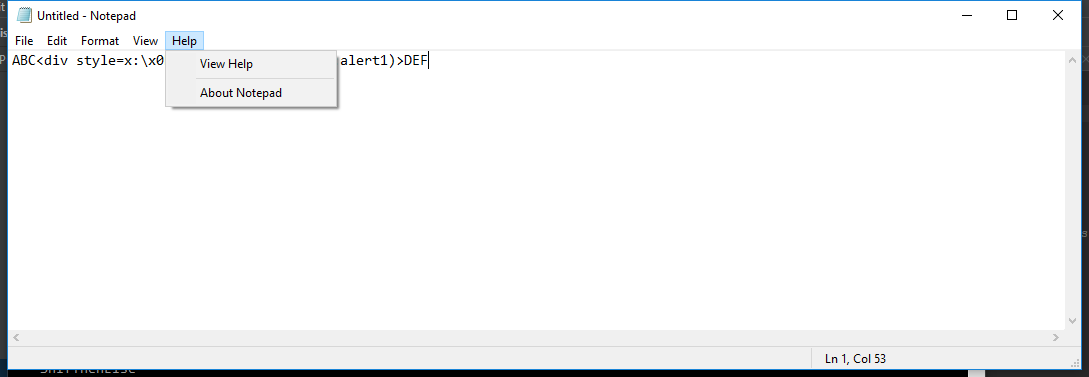 Untitled - Notepad
File Edit Format View Help
ABC<div style=x:\x0
alert1)>DEF
View Help
About Notepad
Ln 1, Col 53